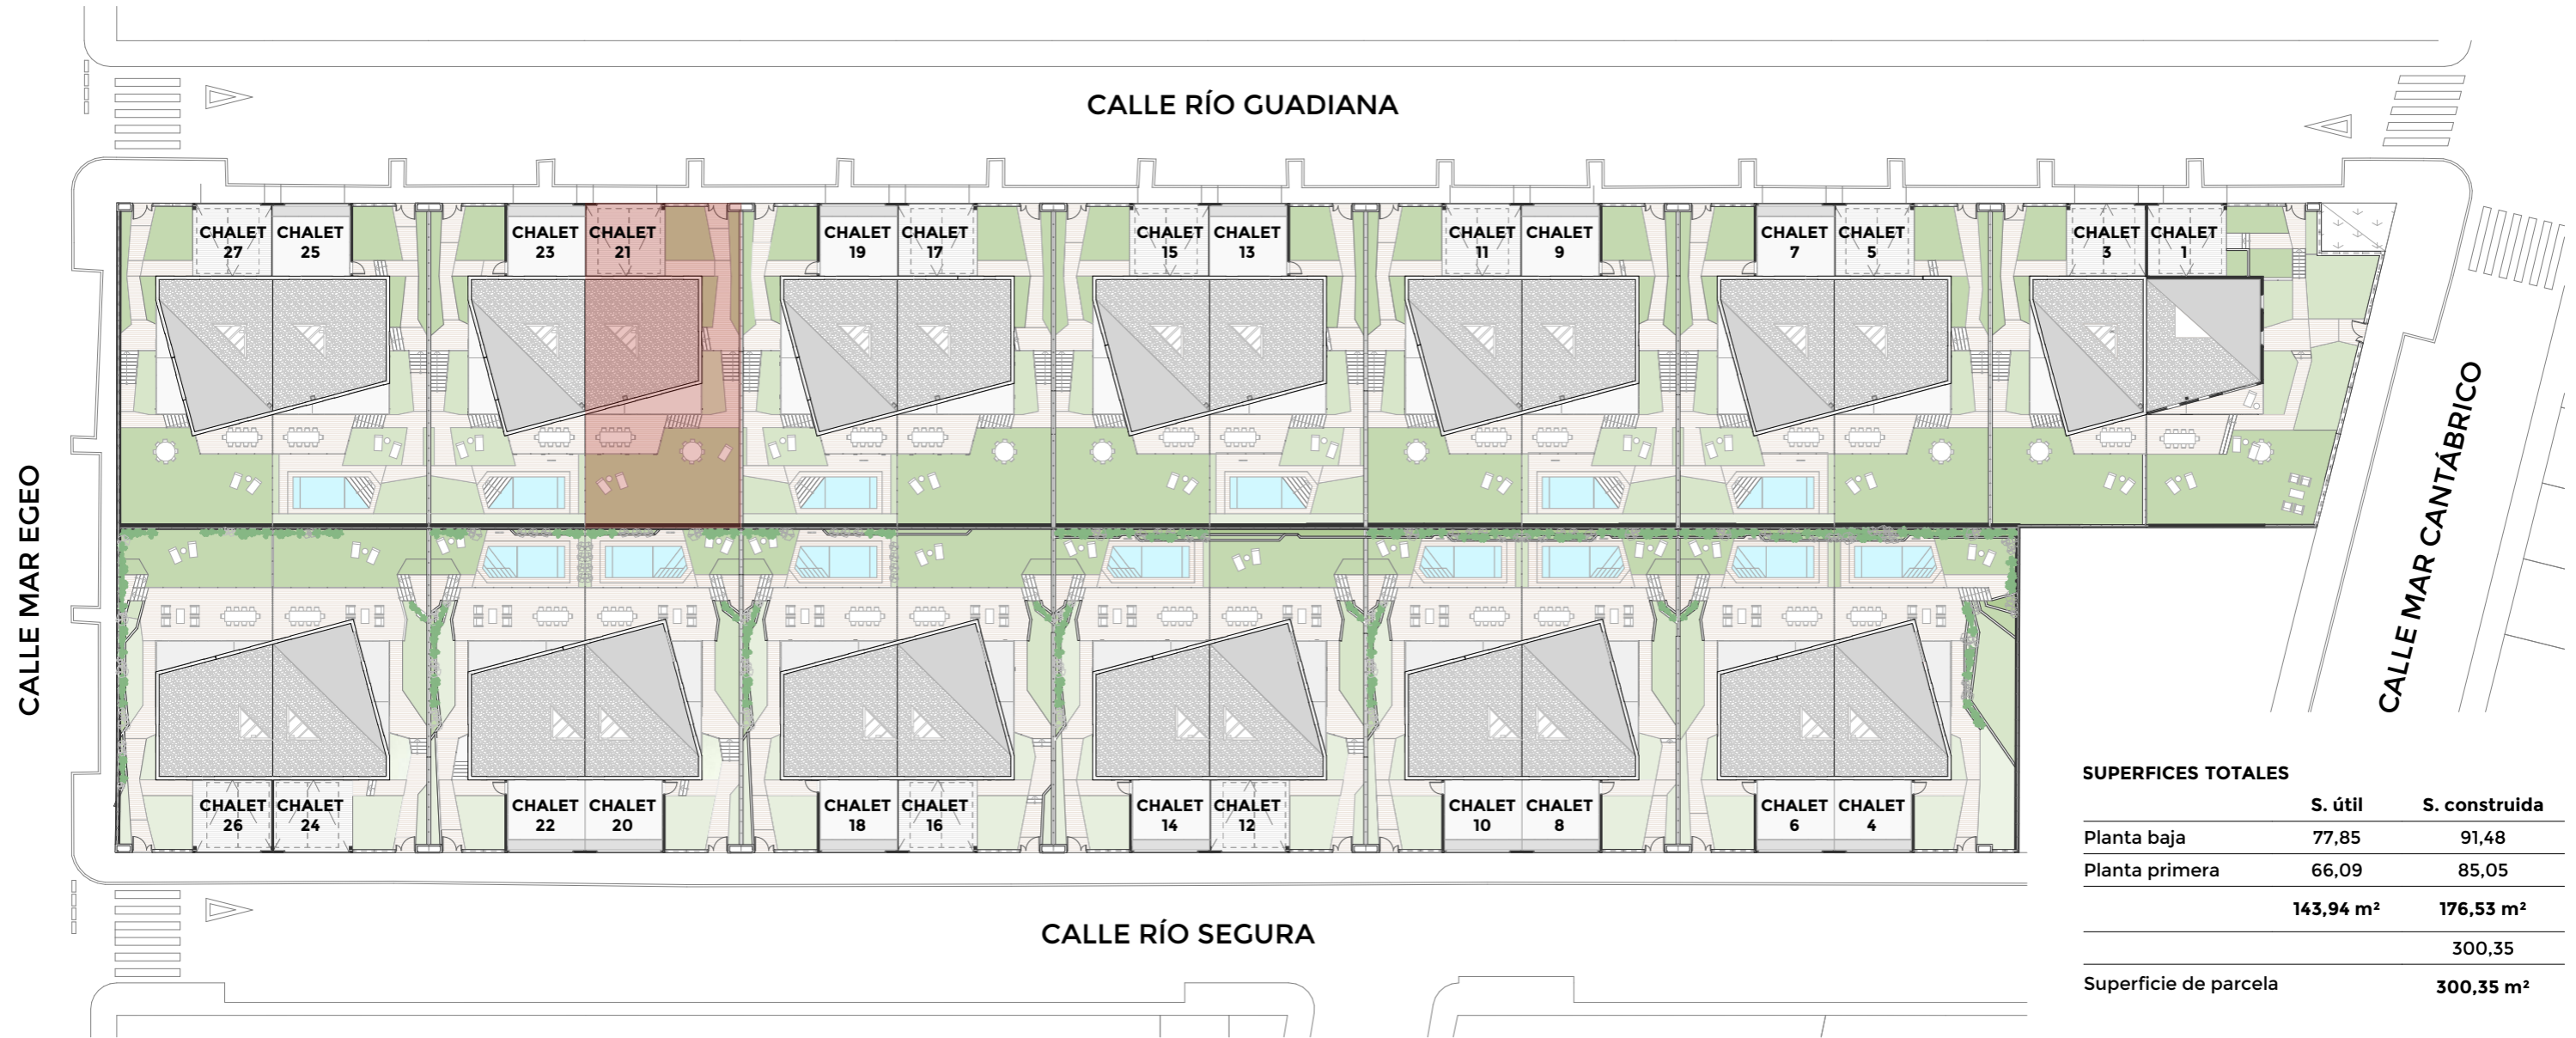 CALLE RÍO GUADIANA
CHALET 27
CHALET 25
CHALET 23
CHALET 21
CHALET 19
CHALET 17
CHALET 15
CHALET 13
CHALET 11
CHALET 9
CHALET 7
CHALET 5
CHALET 3
CHALET 1
CALLE MAR EGEO
CALLE MAR CANTÁBRICO
CHALET 26
CHALET 24
CHALET 22
CHALET 20
CHALET 18
CHALET 16
CHALET 14
CHALET 12
CHALET 10
CHALET 8
CHALET 6
CHALET 4
CALLE RÍO SEGURA
SUPERFICES TOTALES
S. útil S. construida
Planta baja 77,85 91,48
Planta primera 66,09 85,05
143,94 m² 176,53 m²
300,35
Superficie de parcela 300,35 m²